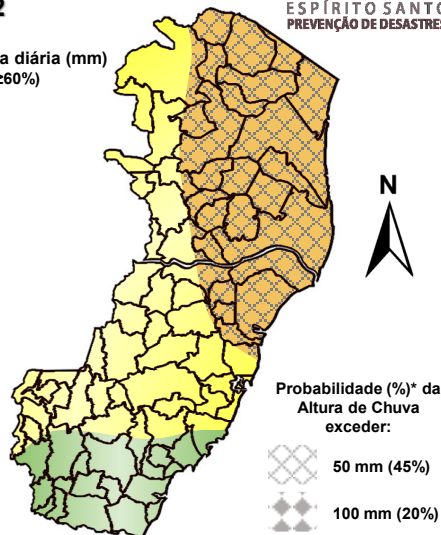 2
ESPÍRITO SANTO
PREVENÇÃO DE DESASTRES
a diária (mm)
≥60%)
N
Probabilidade (%)* da
Altura de Chuva
exceder:
50 mm (45%)
100 mm (20%)